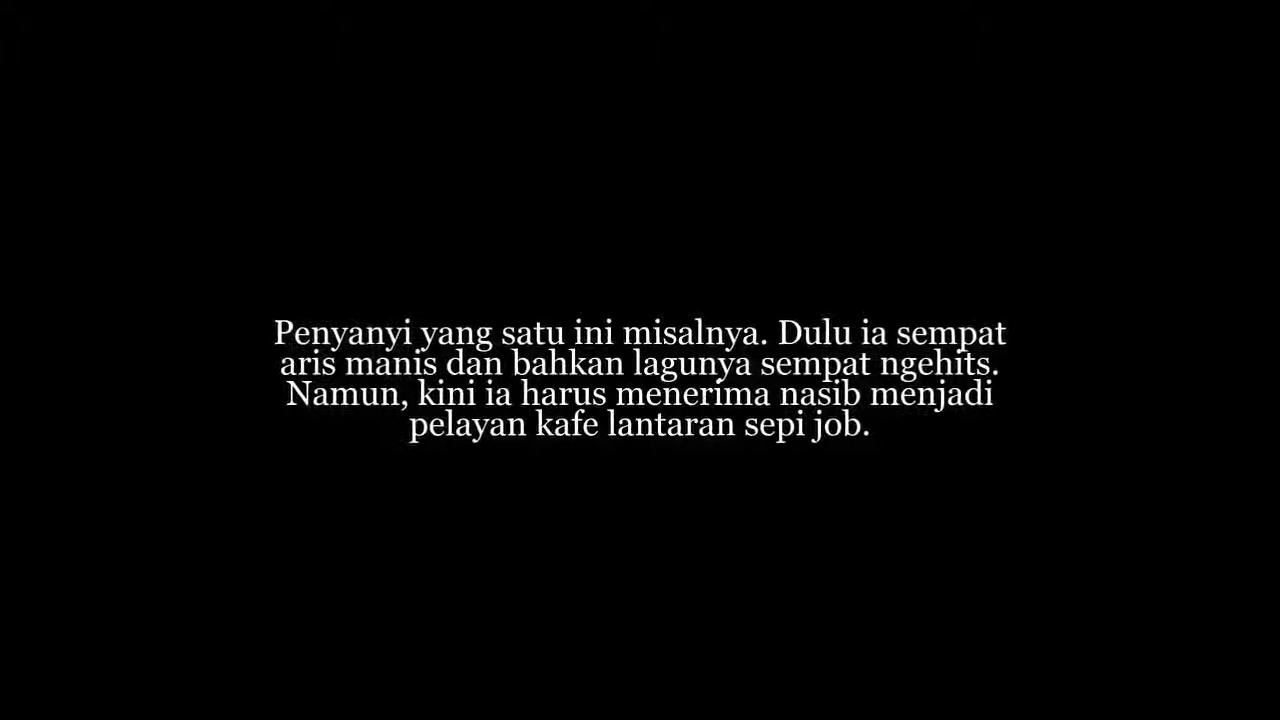 Penyanyi yang satu ini misalnya. Dulu ia sempat
aris manis dan bahkan lagunya sempat ngehits.
Namun, kini ia harus menerima nasib menjadi
pelayan kafe lantaran sepi job.